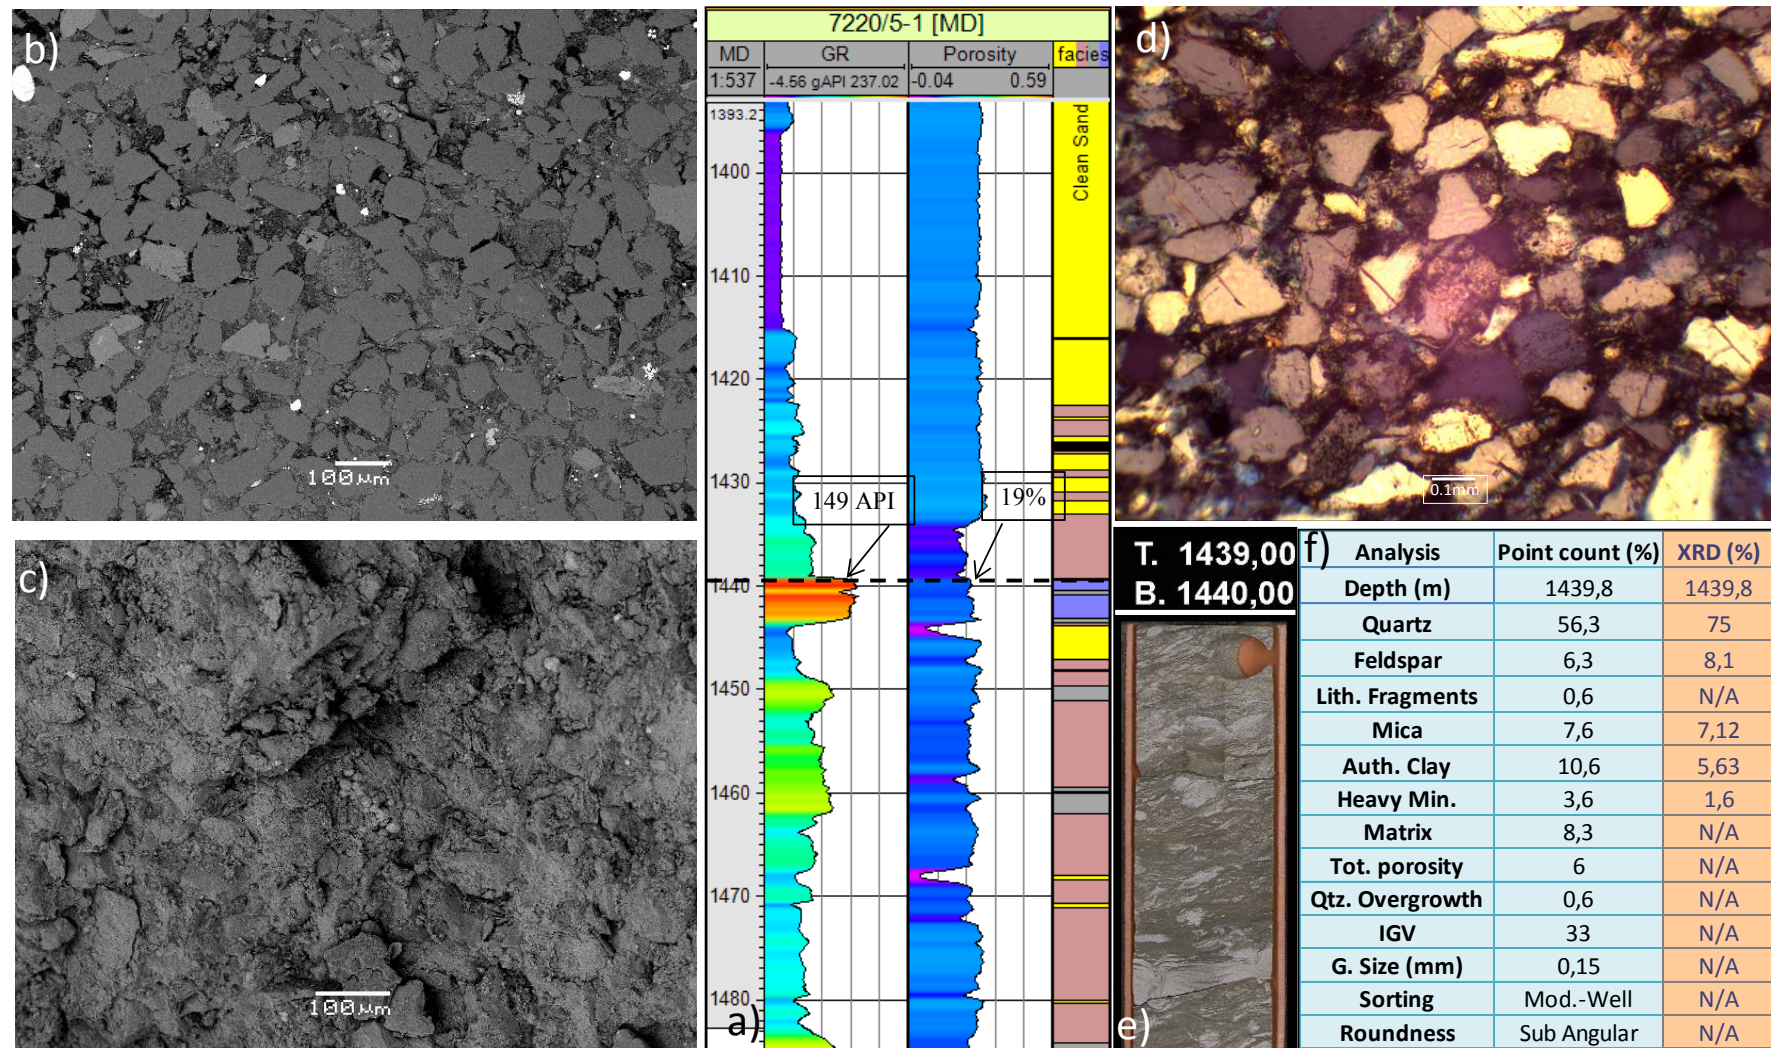 b)
100μm
c)
100μm
7220/5-1 [MD]
MD GR Porosity facies
1:537 -4.56 gAPI 237.02 -0.04 0.59
1393.2
1400
1410
1420
1430
1440
1450
1460
1470
1480
Clean Sand
149 API
19%
a)
d)
0.1mm
T. 1439,00
B. 1440,00
e)
f)
Analysis Point count (%) XRD (%)
Depth (m) 1439,8 1439,8
Quartz 56,3 75
Feldspar 6,3 8,1
Lith. Fragments 0,6 N/A
Mica 7,6 7,12
Auth. Clay 10,6 5,63
Heavy Min. 3,6 1,6
Matrix 8,3 N/A
Tot. porosity 6 N/A
Qtz. Overgrowth 0,6 N/A
IGV 33 N/A
G. Size (mm) 0,15 N/A
Sorting Mod.-Well N/A
Roundness Sub Angular N/A